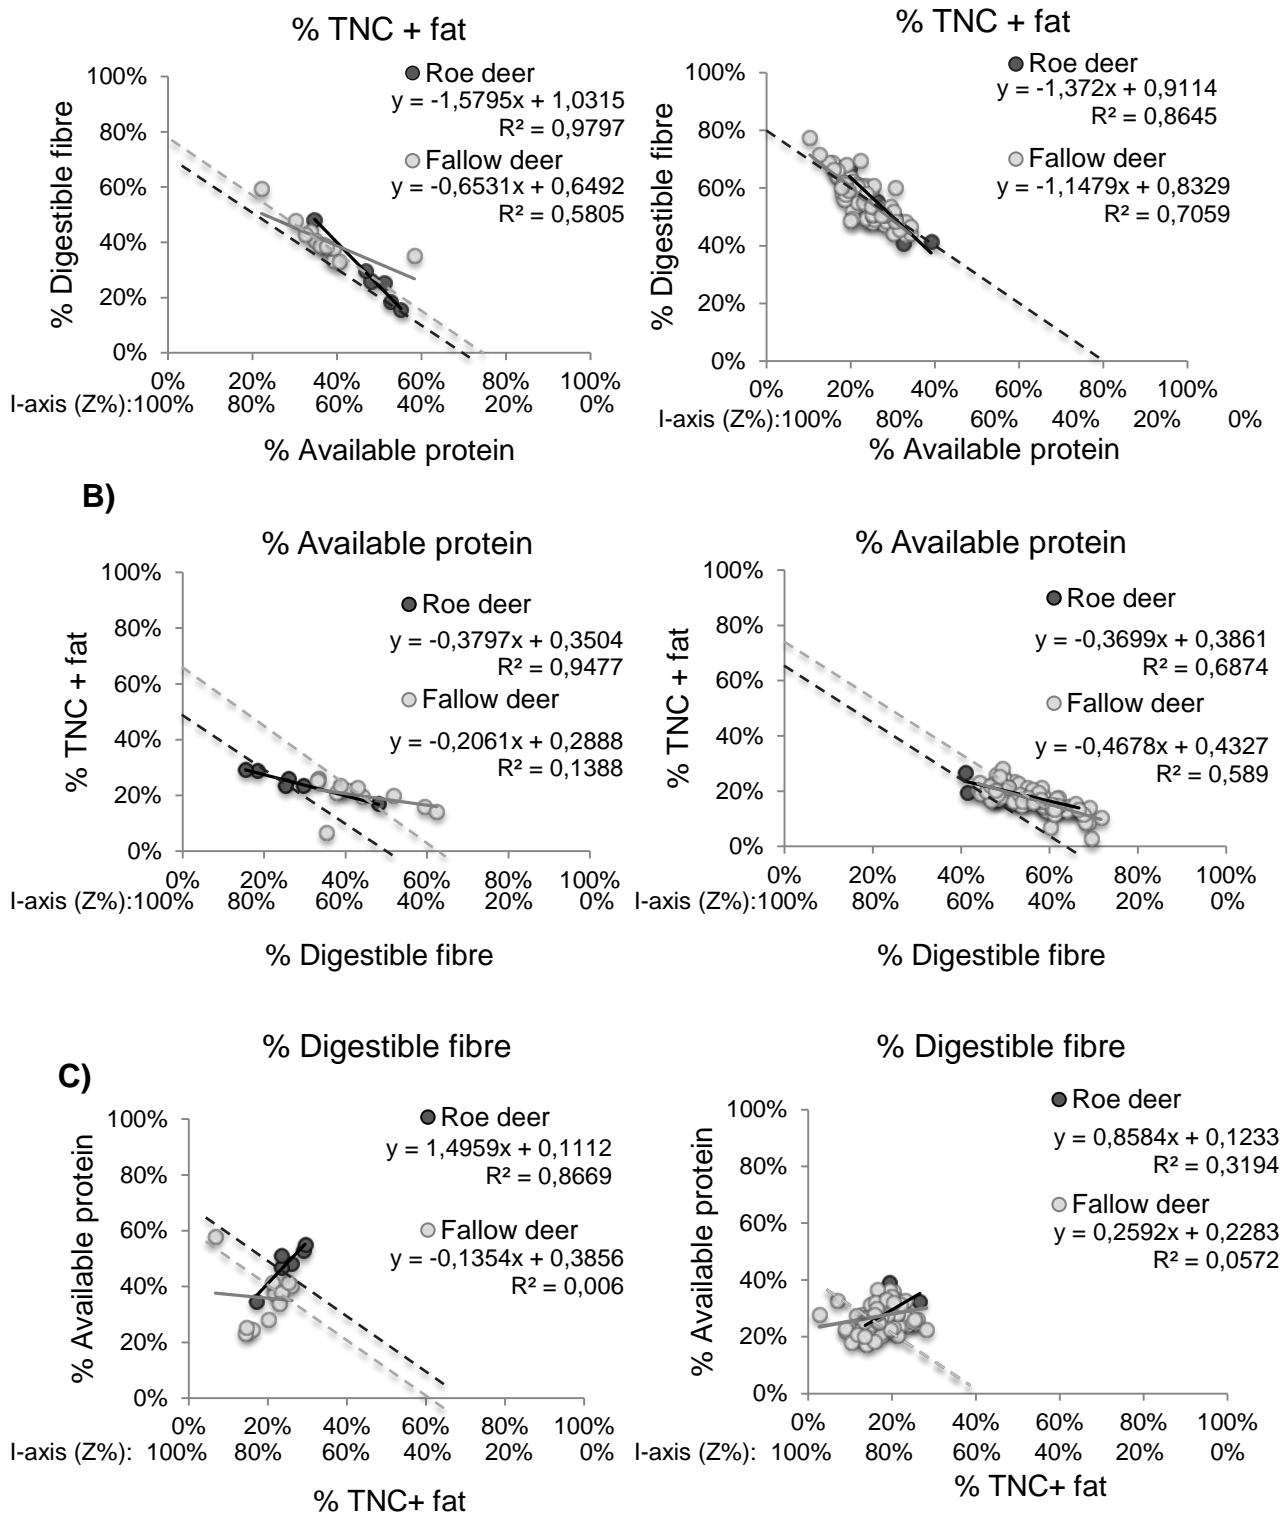 % TNC + fat
100%
80%
60%
40%
20%
0%
% Digestible fibre
Roe deer
y = -1,5795x + 1,0315
R² = 0,9797
Fallow deer
y = -0,6531x + 0,6492
R² = 0,5805
0% 20% 40% 60% 80% 100%
I-axis (Z%):100% 80% 60% 40% 20% 0%
% Available protein
% TNC + fat
100%
80%
60%
40%
20%
0%
% Digestible fibre
Roe deer
y = -1,372x + 0,9114
R² = 0,8645
Fallow deer
y = -1,1479x + 0,8329
R² = 0,7059
0% 20% 40% 60% 80% 100%
I-axis (Z%):100% 80% 60% 40% 20% 0%
% Available protein
B)
% Available protein
100%
80%
60%
40%
20%
0%
% TNC + fat
Roe deer
y = -0,3797x + 0,3504
R² = 0,9477
Fallow deer
y = -0,2061x + 0,2888
R² = 0,1388
0% 20% 40% 60% 80% 100%
I-axis (Z%):100% 80% 60% 40% 20% 0%
% Digestible fibre
% Available protein
100%
80%
60%
40%
20%
0%
% TNC + fat
Roe deer
y = -0,3699x + 0,3861
R² = 0,6874
Fallow deer
y = -0,4678x + 0,4327
R² = 0,589
0% 20% 40% 60% 80% 100%
I-axis (Z%):100% 80% 60% 40% 20% 0%
% Digestible fibre
C)
% Digestible fibre
100%
80%
60%
40%
20%
0%
% Available protein
Roe deer
y = 1,4959x + 0,1112
R² = 0,8669
Fallow deer
y = -0,1354x + 0,3856
R² = 0,006
0% 20% 40% 60% 80% 100%
I-axis (Z%): 100% 80% 60% 40% 20% 0%
% TNC+ fat
% Digestible fibre
100%
80%
60%
40%
20%
0%
% Available protein
Roe deer
y = 0,8584x + 0,1233
R² = 0,3194
Fallow deer
y = 0,2592x + 0,2283
R² = 0,0572
0% 20% 40% 60% 80% 100%
I-axis (Z%): 100% 80% 60% 40% 20% 0%
% TNC+ fat